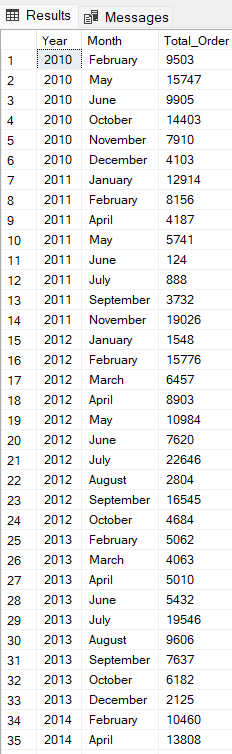 Results Messages
Year Month Total_Order
1 2010 February 9503
2 2010 May 15747
3 2010 June 9905
4 2010 October 14403
5 2010 November 7910
6 2010 December 4103
7 2011 January 12914
8 2011 February 8156
9 2011 April 4187
10 2011 May 5741
11 2011 June 124
12 2011 July 888
13 2011 September 3732
14 2011 November 19026
15 2012 January 1548
16 2012 February 15776
17 2012 March 6457
18 2012 April 8903
19 2012 May 10984
20 2012 June 7620
21 2012 July 22646
22 2012 August 2804
23 2012 September 16545
24 2012 October 4684
25 2013 February 5062
26 2013 March 4063
27 2013 April 5010
28 2013 June 5432
29 2013 July 19546
30 2013 August 9606
31 2013 September 7637
32 2013 October 6182
33 2013 December 2125
34 2014 February 10460
35 2014 April 13808